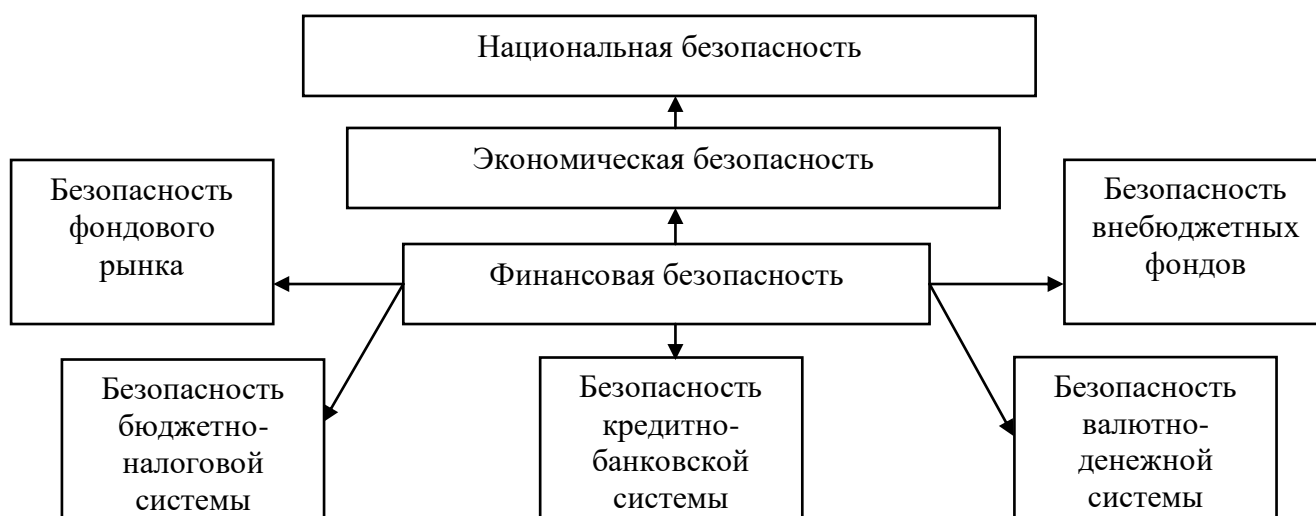 Национальная безопасность
Экономическая безопасность
Безопасность
фондового
рынка
Финансовая безопасность
Безопасность
внебюджетных
фондов
Безопасность
бюджетно-
налоговой
системы
Безопасность
кредитно-
банковской
системы
Безопасность
валютно-
денежной
системы